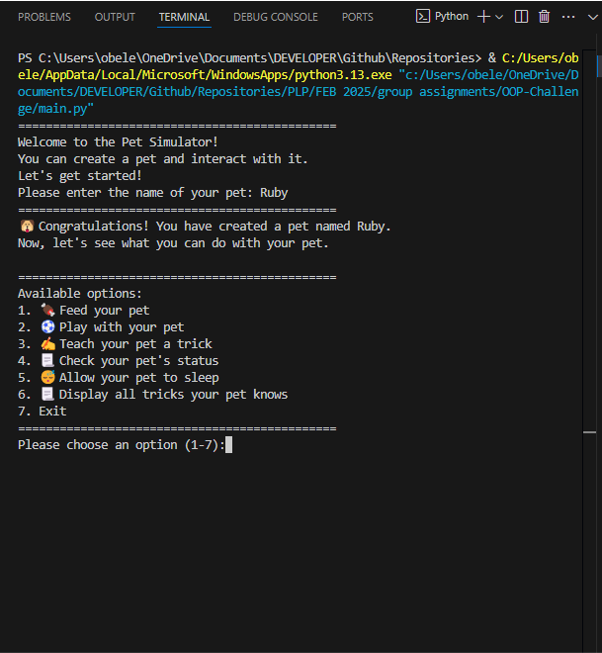 PROBLEMS OUTPUT TERMINAL DEBUG CONSOLE PORTS Python
PS C:\Users\obele\OneDrive\Documents\DEVELOPER\Github\Repositories> & C:/Users/ob
ele/AppData/Local/Microsoft/WindowsApps/python3.13.exe "c:/Users/obele/OneDrive/D
ocuments/DEVELOPER/Github/Repositories/PLP/FEB 2025/group assignments/OOP-Challen
ge/main.py"
==============================================
Welcome to the Pet Simulator!
You can create a pet and interact with it.
Let's get started!
Please enter the name of your pet: Ruby
==============================================
🐶 Congratulations! You have created a pet named Ruby.
Now, let's see what you can do with your pet.
==============================================
Available options:
1. 🍖 Feed your pet
2. ⚽ Play with your pet
3. ✍️ Teach your pet a trick
4. 📃 Check your pet's status
5. 😴 Allow your pet to sleep
6. 📃 Display all tricks your pet knows
7. Exit
==============================================
Please choose an option (1-7):